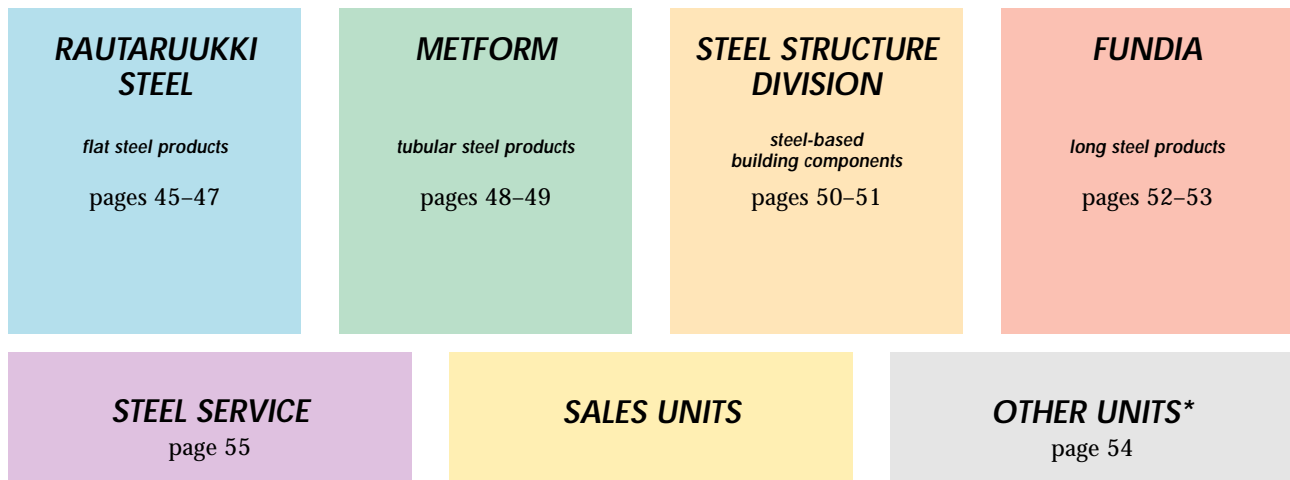 RAUTARUUKKI
STEEL
flat steel products
pages 45–47
METFORM
tubular steel products
pages 48–49
STEEL STRUCTURE
DIVISION
steel-based
building components
pages 50–51
FUNDIA
long steel products
pages 52–53
STEEL SERVICE
page 55
SALES UNITS
OTHER UNITS*
page 54